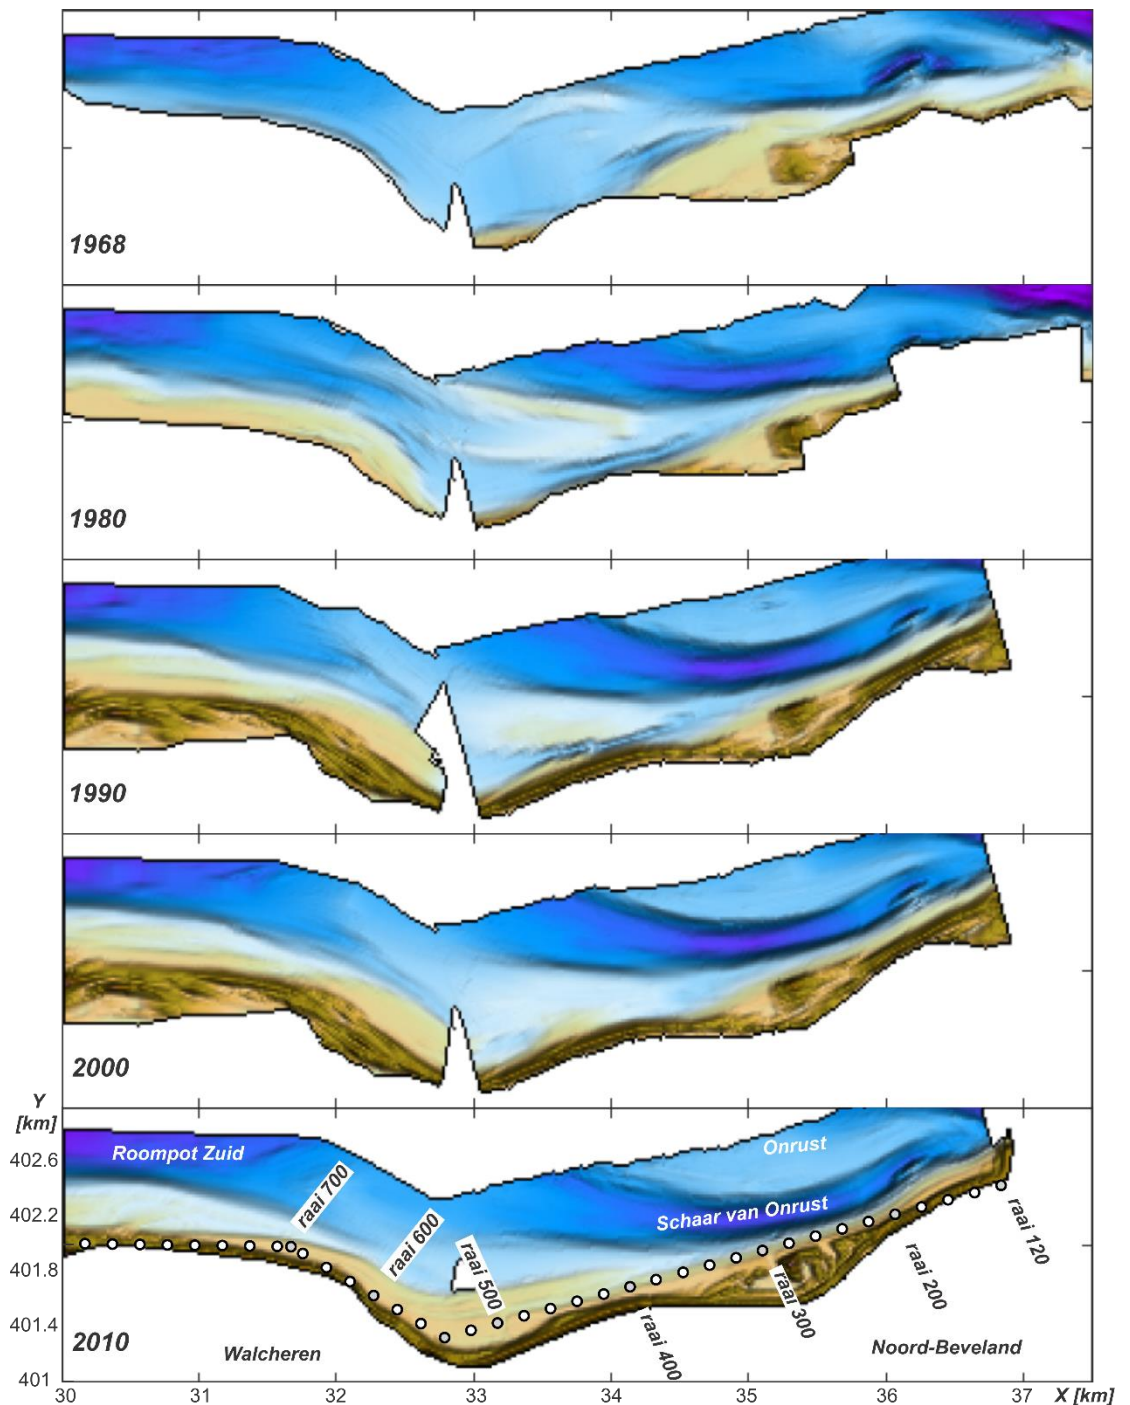 1968
1980
1990
2000
Y
[km]
402.6
402.2
401.8
401.4
401
Roompot Zuid
raai 700
raai 600
raai 500
Onrust
Schaar van Onrust
raai 120
raai 200
raai 300
raai 400
2010
Walcheren
Noord-Beveland
30
31
32
33
34
35
36
37
X [km]